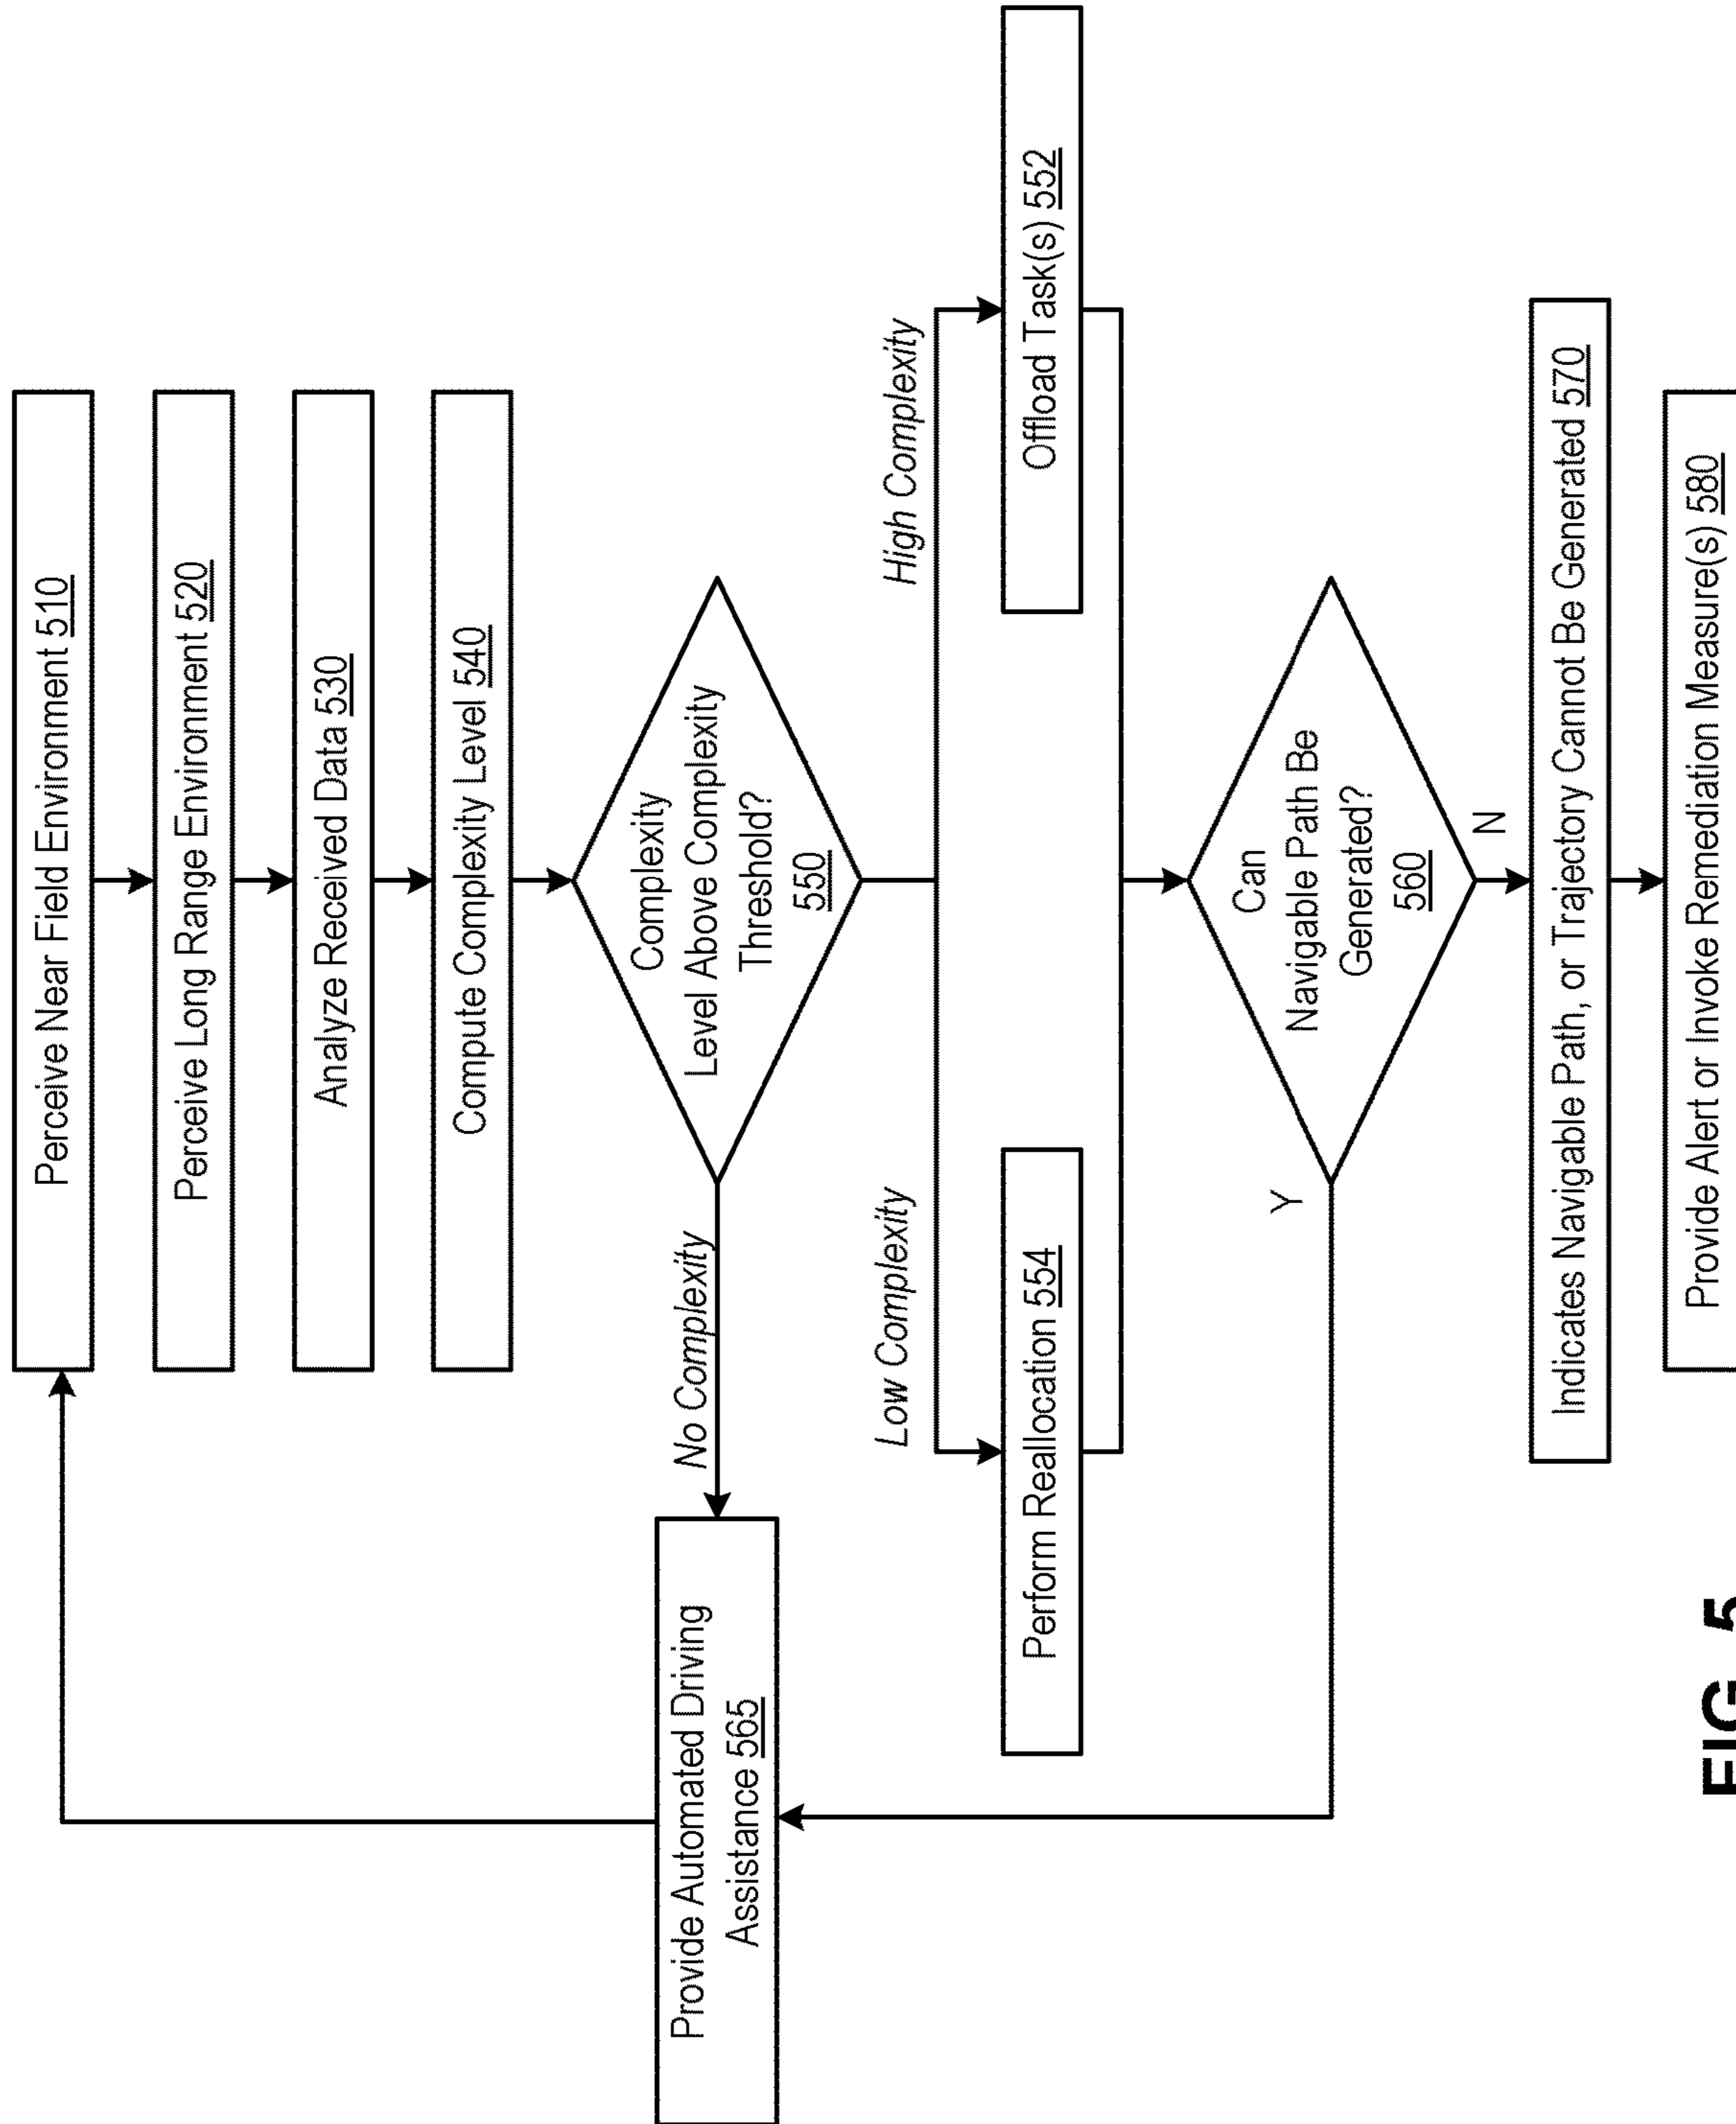 Perceive Near Field Environment 510
Perceive Long Range Environment 520
Analyze Received Data 530
Compute Complexity Level 540
Complexity
Level Above Complexity
Threshold?
550
No Complexity
Provide Automated Driving
Assistance 565
Low Complexity
High Complexity
Perform Reallocation 554
Offload Task(s) 552
Can
Navigable Path Be
Generated?
560
Y
N
Indicates Navigable Path, or Trajectory Cannot Be Generated 570
Provide Alert or Invoke Remediation Measure(s) 580
FIG. 5